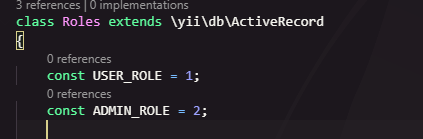 3 references | 0 implementations
class Roles extends \yii\db\ActiveRecord
{
0 references
const USER_ROLE = 1;
0 references
const ADMIN_ROLE = 2;